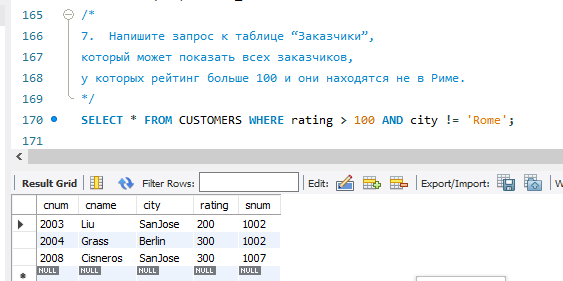 165 /*
166 7. Напишите запрос к таблице “Заказчики”,
167 который может показать всех заказчиков,
168 у которых рейтинг больше 100 и они находятся не в Риме.
169 */
170 SELECT * FROM CUSTOMERS WHERE rating > 100 AND city != 'Rome';
171
Result Grid Filter Rows: Edit: Export/Import: W
cnum cname city rating snum
2003 Liu SanJose 200 1002
2004 Grass Berlin 300 1002
2008 Cisneros SanJose 300 1007
NULL NULL NULL NULL NULL